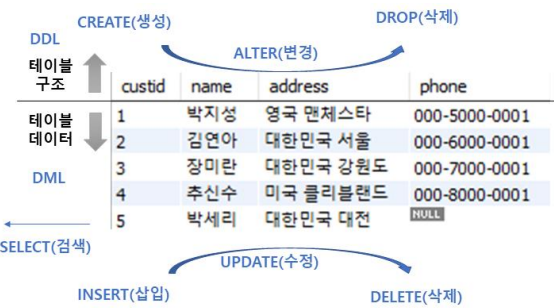 CREATE(생성)
DROP(삭제)
DDL
ALTER(변경)
테이블
구조
custid name address phone
1 박지성 영국 맨체스타 000-5000-0001
2 김연아 대한민국 서울 000-6000-0001
3 장미란 대한민국 강원도 000-7000-0001
4 추신수 미국 클리블랜드 000-8000-0001
5 박세리 대한민국 대전 NULL
테이블
데이터
DML
SELECT(검색)
UPDATE(수정)
INSERT(삽입)
DELETE(삭제)